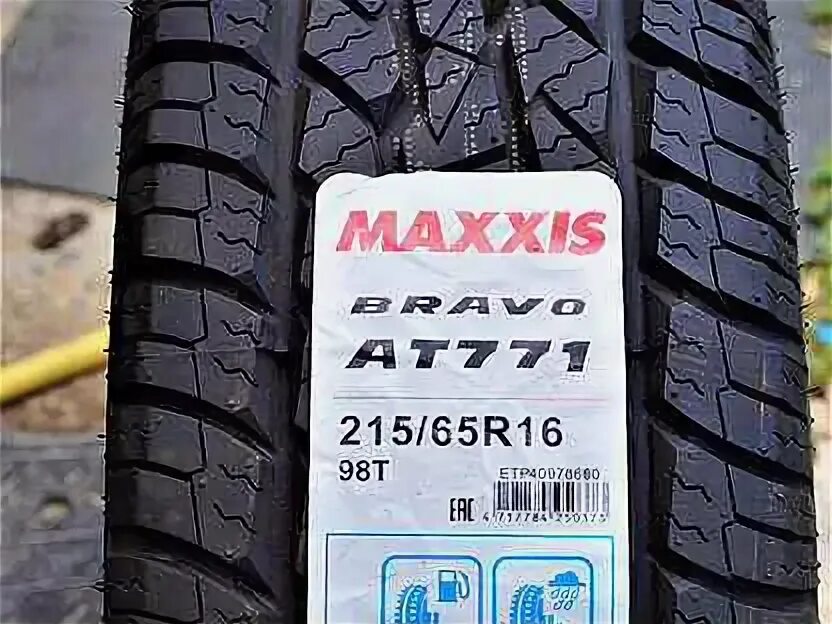 MAXXIS
BRAVO
AT771
215/65R16
98T
EAC